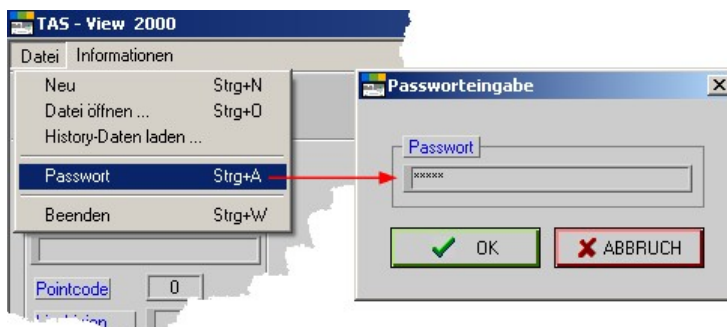 TAS - View 2000
Datei Informationen
Neu Strg+N
Datei öffnen ... Strg+O
History-Daten laden ...
Passwort Strg+A
Beenden Strg+W
Pointcode 0
Passworteingabe
Passwort
*****
OK
ABBRUCH